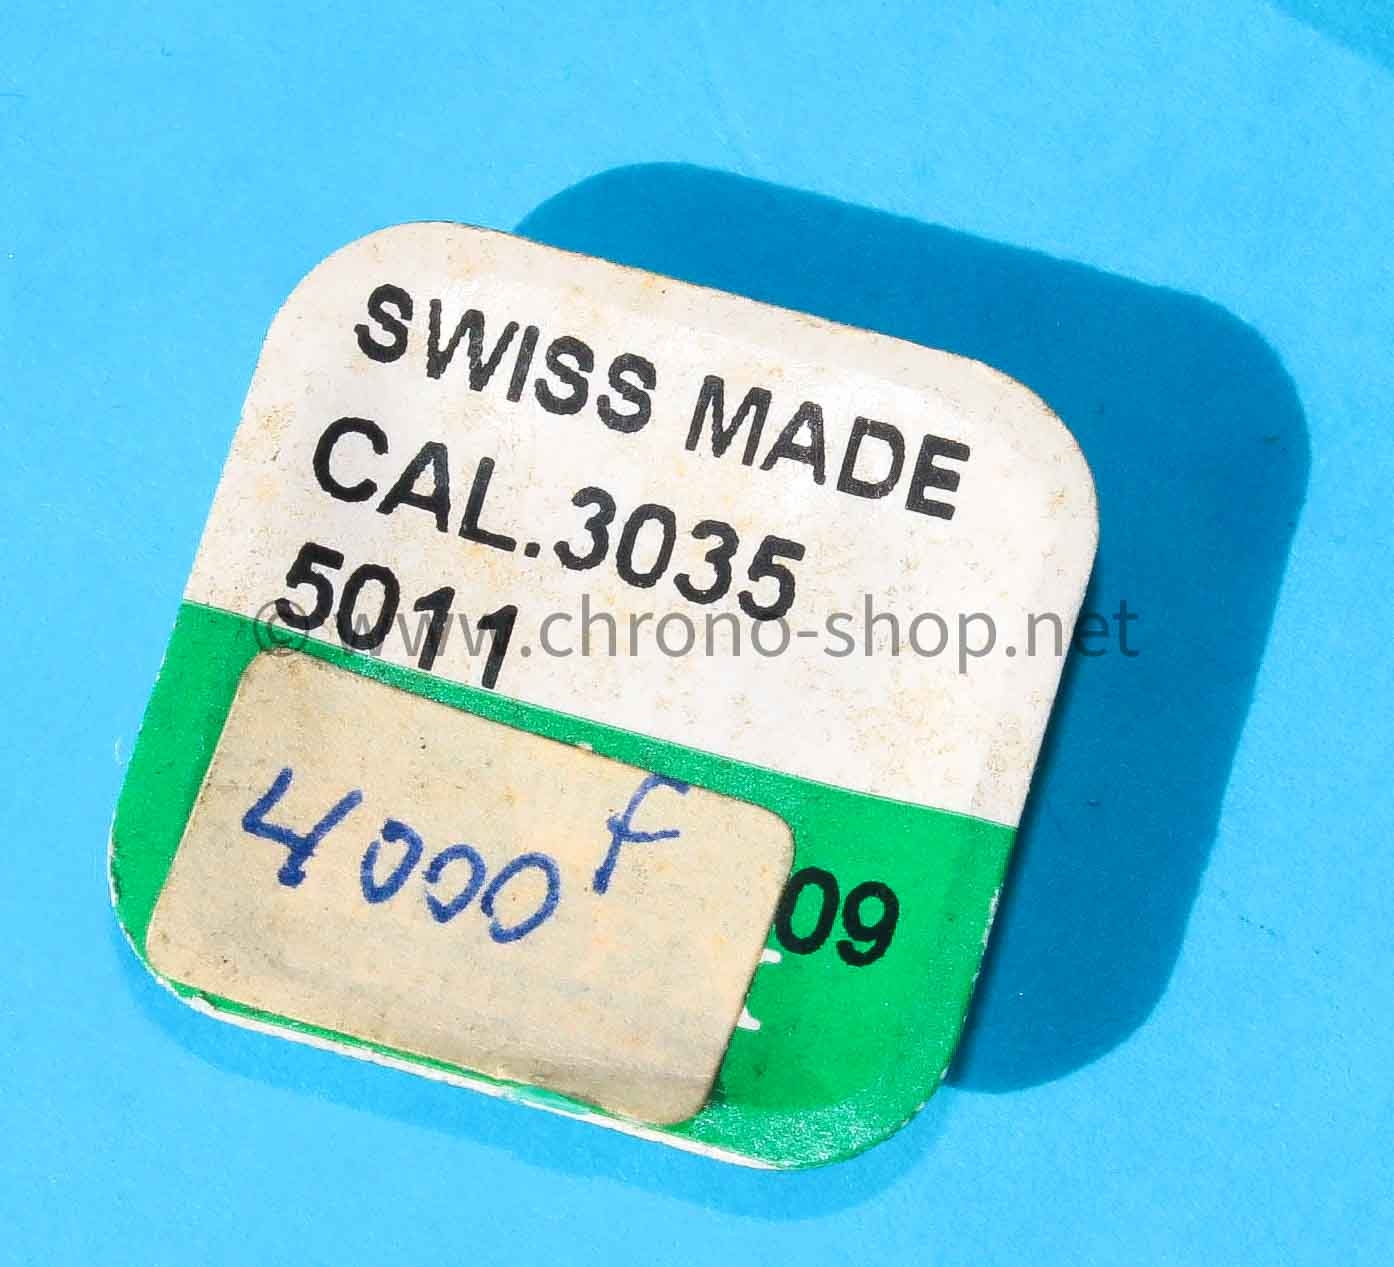 SWISS MADE
CAL.3035
5011
© www.chrono-shop.net
4000 F
09